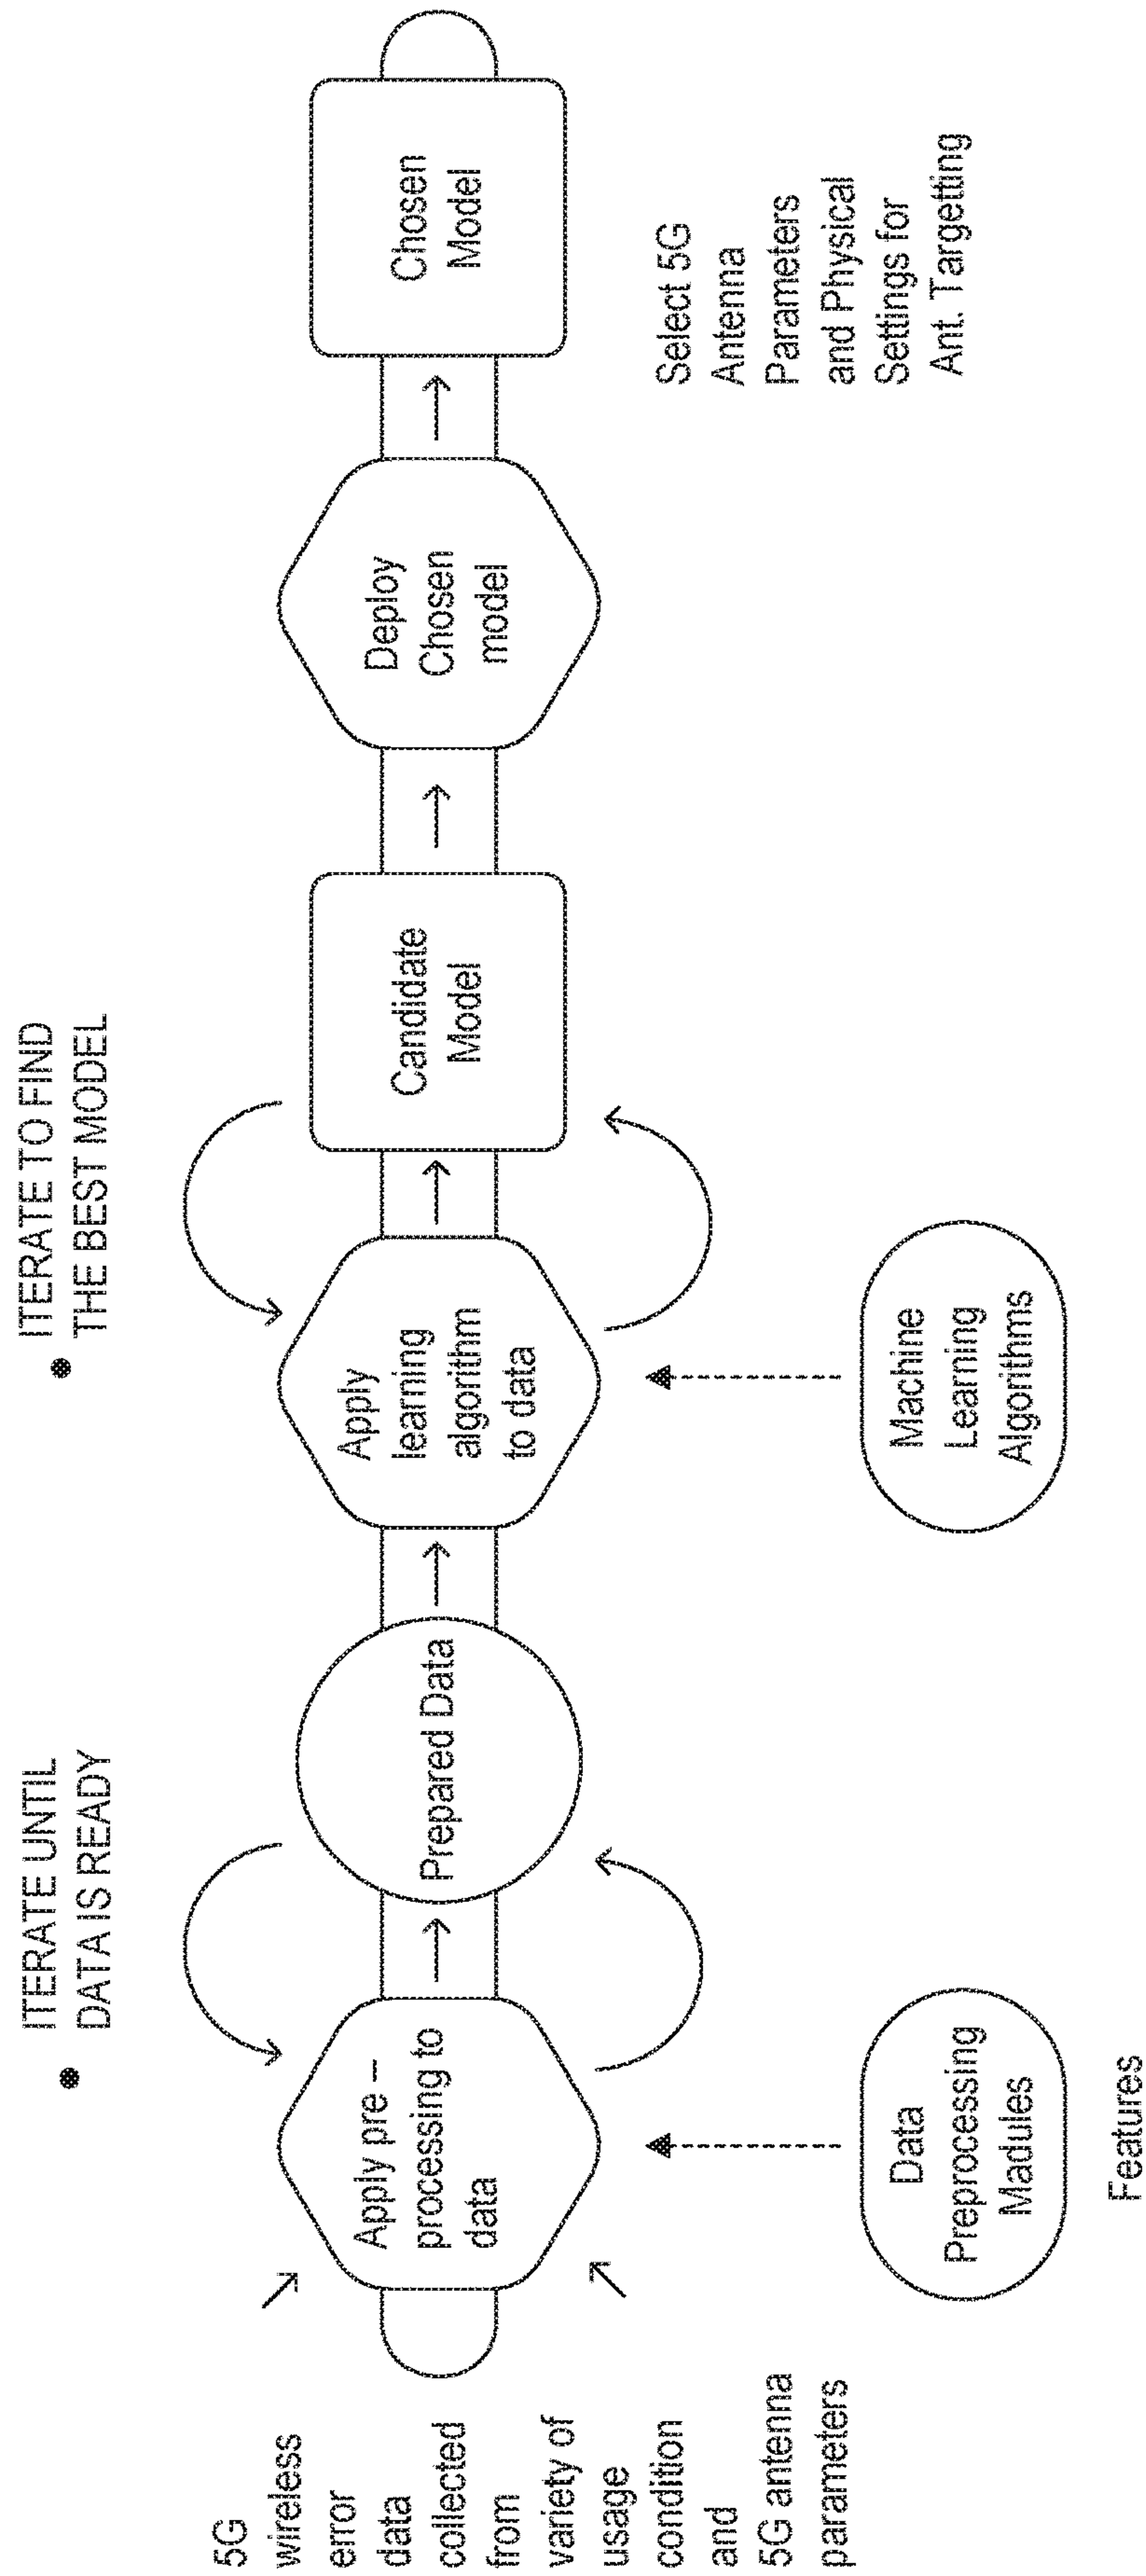 ITERATE UNTIL
DATA IS READY
ITERATE TO FIND
THE BEST MODEL
5G
wireless
error
data
collected
from
variety of
usage
condition
and
5G antenna
parameters
Apply pre –
processing to
data
Prepared Data
Apply
learning
algorithm
to data
Candidate
Model
Deploy
Chosen
model
Chosen
Model
Data
Preprocessing
Madules
Features
Machine
Learning
Algorithms
Select 5G
Antenna
Parameters
and Physical
Settings for
Ant. Targetting